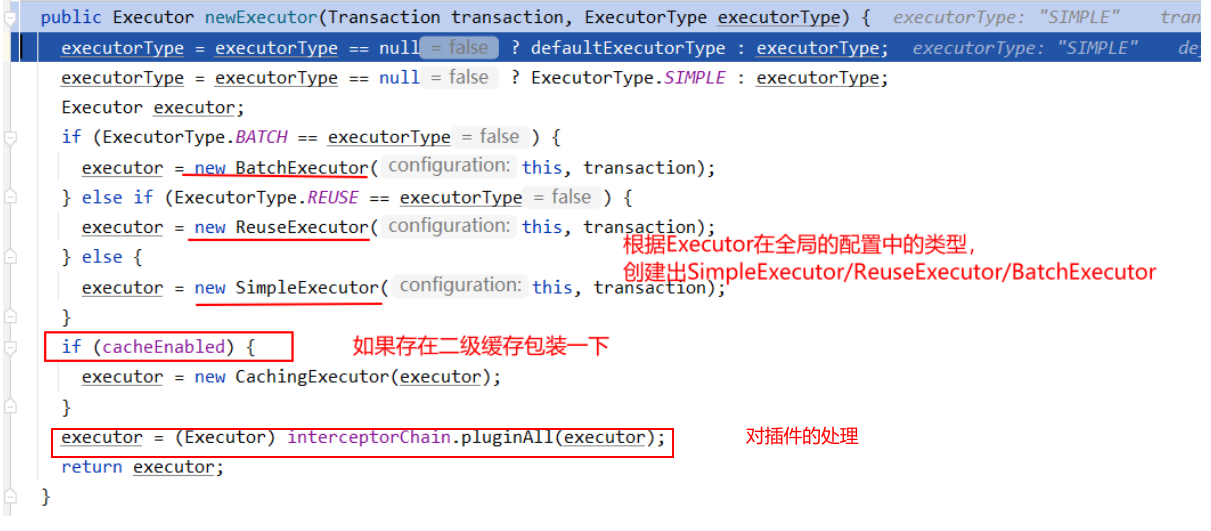 public Executor newExecutor(Transaction transaction, ExecutorType executorType) { executorType: "SIMPLE" tran
executorType = executorType == null = false ? defaultExecutorType : executorType; executorType: "SIMPLE" de
executorType = executorType == null = false ? ExecutorType.SIMPLE : executorType;
Executor executor;
if (ExecutorType.BATCH == executorType = false ) {
executor = new BatchExecutor( configuration: this, transaction);
} else if (ExecutorType.REUSE == executorType = false ) {
executor = new ReuseExecutor( configuration: this, transaction);
根据Executor在全局的配置中的类型,
} else {
创建出SimpleExecutor/ReuseExecutor/BatchExecutor
executor = new SimpleExecutor( configuration: this, transaction);
}
if (cacheEnabled) { 如果存在二级缓存包装一下
executor = new CachingExecutor(executor);
}
executor = (Executor) interceptorChain.pluginAll(executor); 对插件的处理
return executor;
}